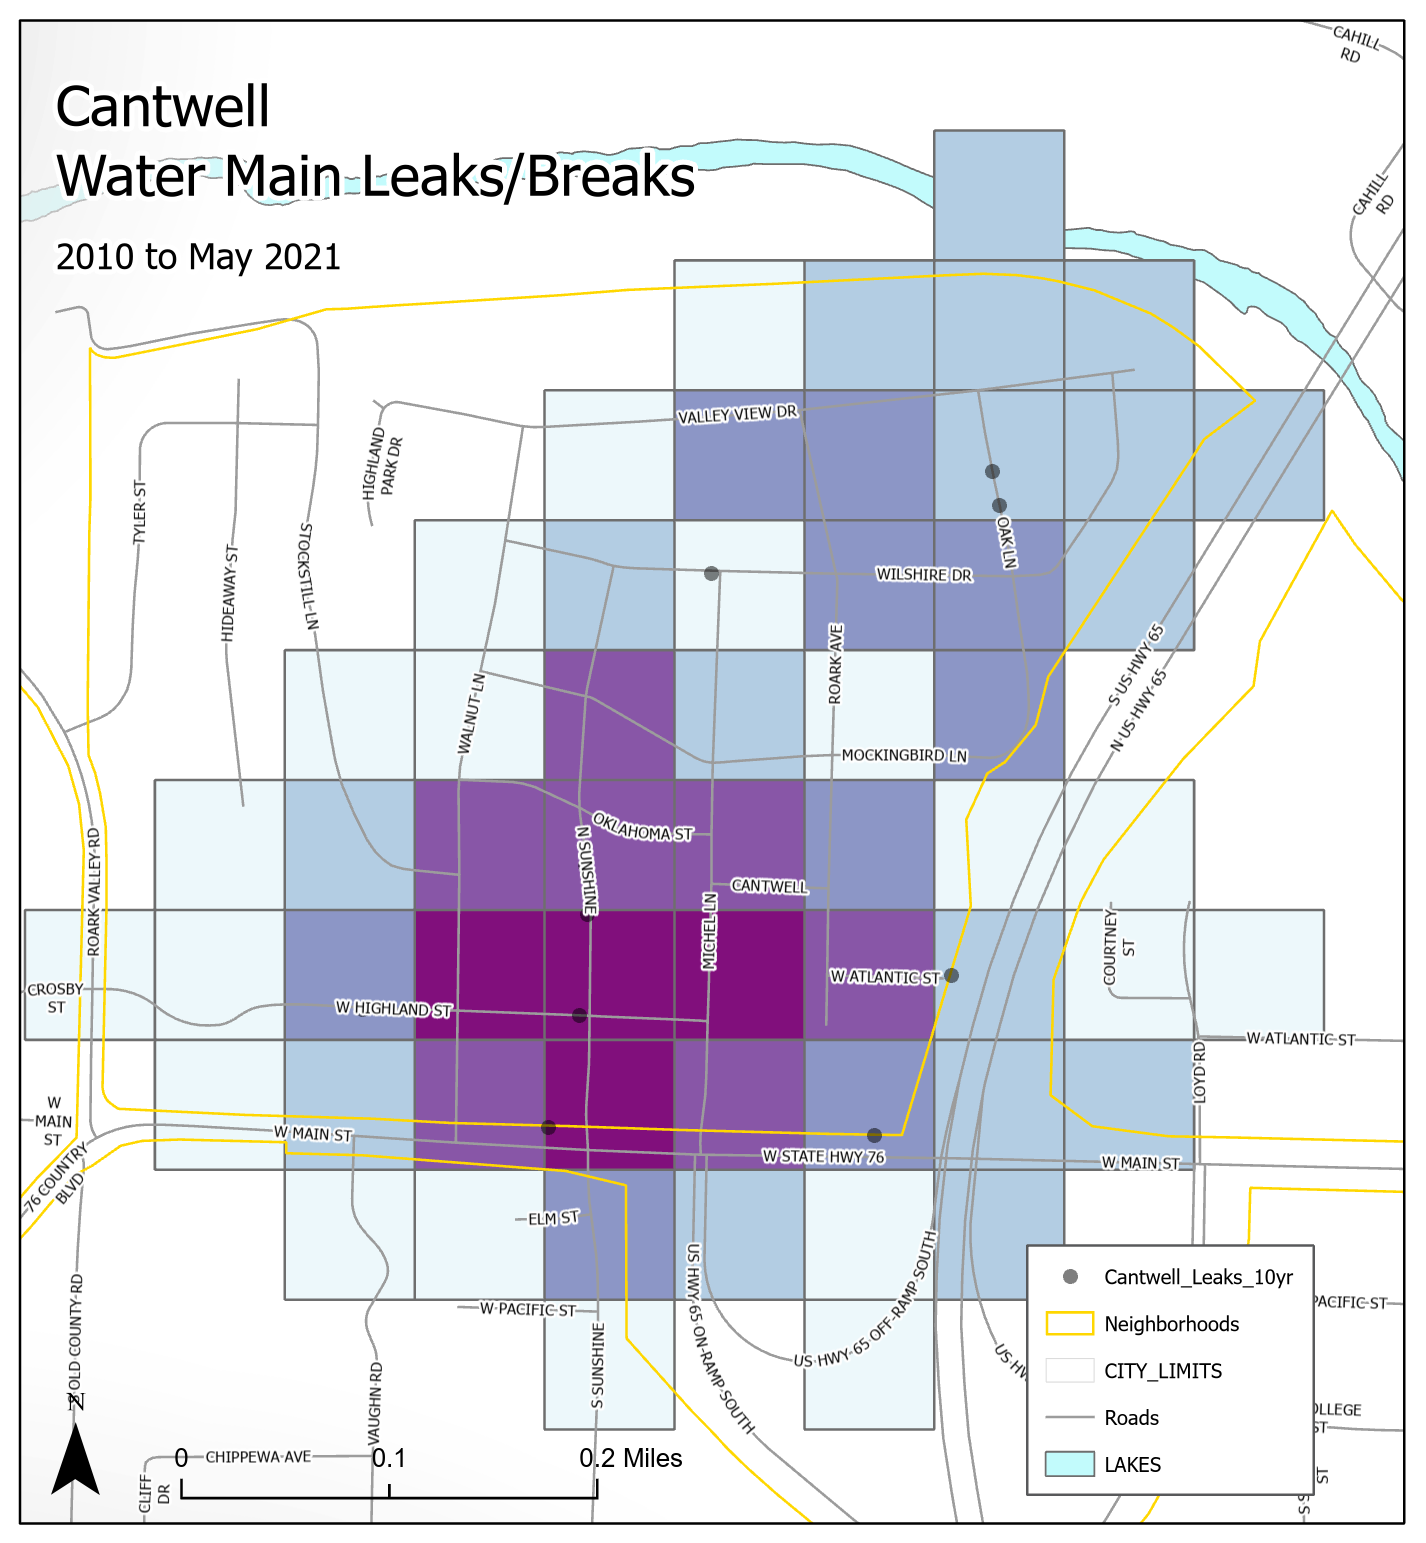 Cantwell
Water Main Leaks/Breaks
2010 to May 2021
CAHILL
RD
CAHILL
RD
VALLEY VIEW DR
HIGHLAND
PARK DR
TYLER ST
STOCKSTILL LN
HIDEAWAY ST
OAK LN
WILSHIRE DR
ROARK AVE
S US HWY 65
N US HWY 65
WALNUT LN
MOCKINGBIRD LN
OKLAHOMA ST
N SUNSHINE
CANTWELL
ROARK VALLEY RD
MICHEL LN
COURTNEY
ST
W ATLANTIC ST
CROSBY
ST
W HIGHLAND ST
W ATLANTIC ST
LOYD RD
W
MAIN
ST
W MAIN ST
W STATE HWY 76
W MAIN ST
76 COUNTRY
BLVD
ELM ST
US HWY 65 ON-RAMP SOUTH
US HWY 65 OFF-RAMP SOUTH
W PACIFIC ST
S OLD COUNTY RD
S SUNSHINE
VAUGHN RD
US HW
PACIFIC ST
OLLEGE
ST
ST
S S
Cantwell_Leaks_10yr
Neighborhoods
CITY_LIMITS
Roads
LAKES
N
CHIPPEWA AVE
CLIFF
DR
0 0.1 0.2 Miles